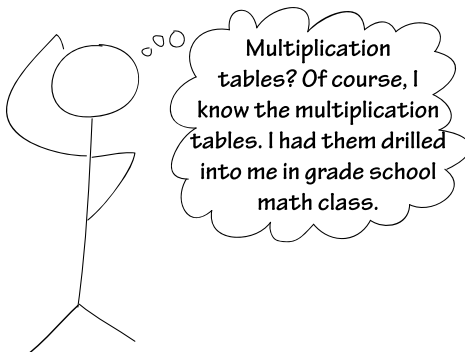 Multiplication
tables? Of course, I
know the multiplication
tables. I had them drilled
into me in grade school
math class.